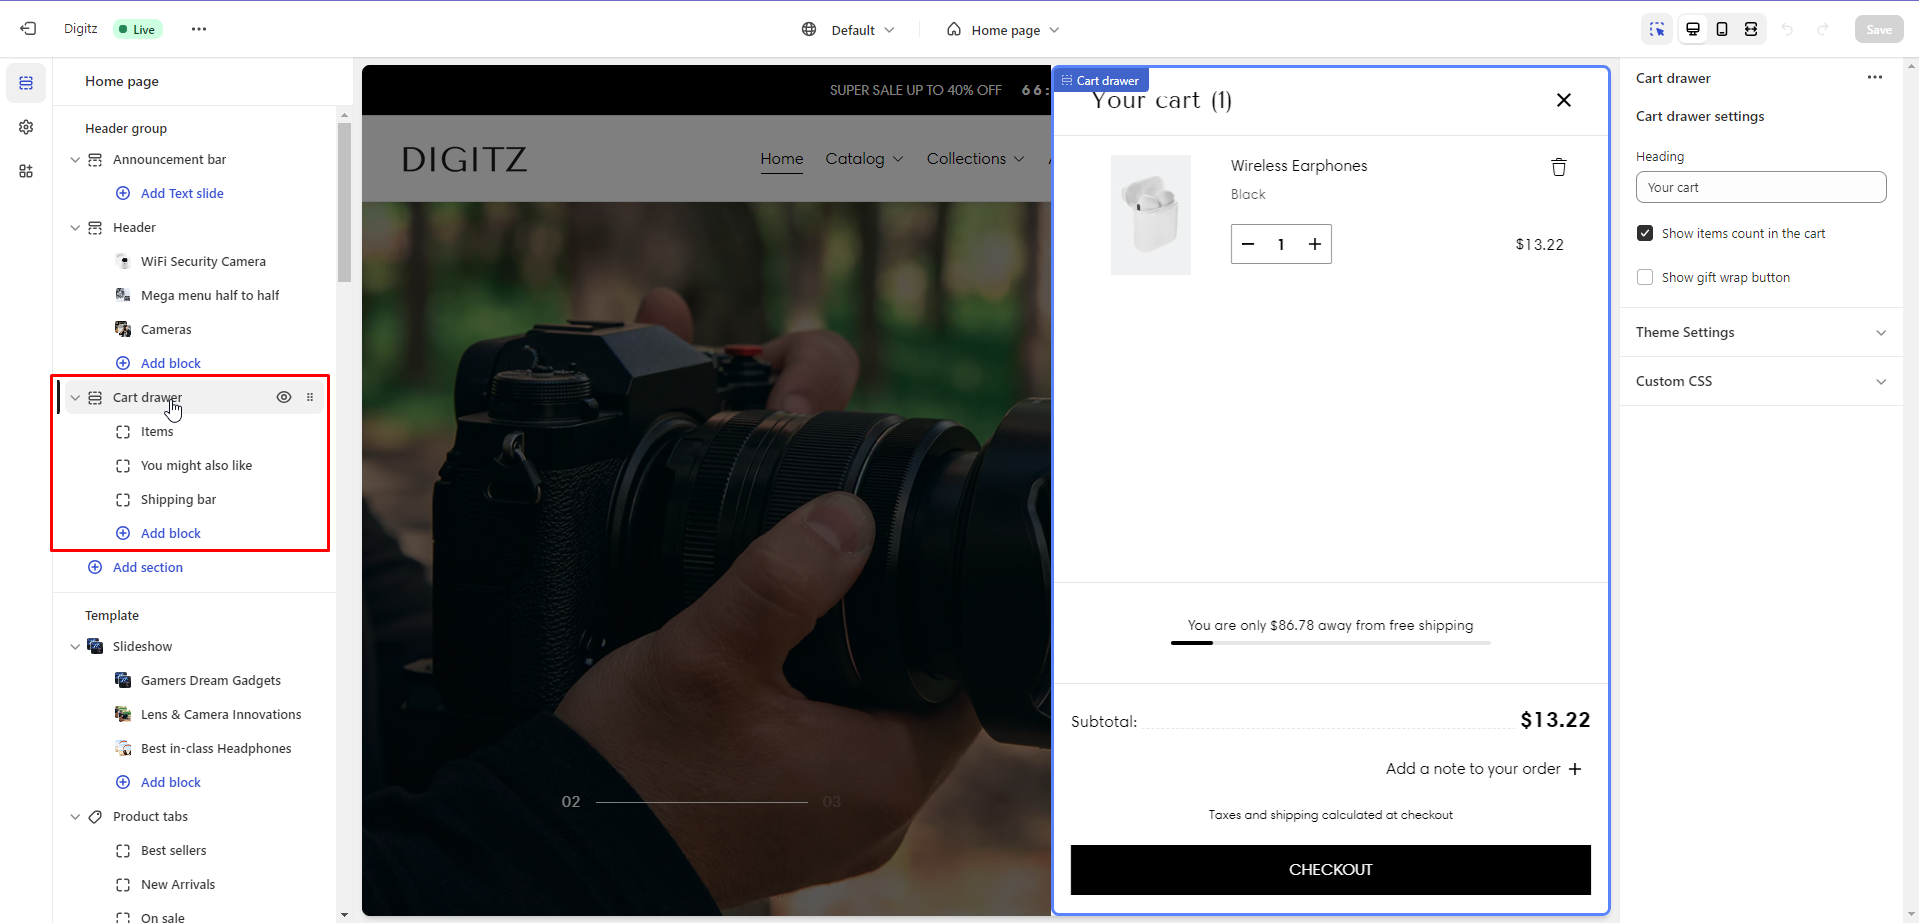 Digitz
Live
Default
Home page
Save
Home page
Header group
Announcement bar
Add Text slide
Header
WiFi Security Camera
Mega menu half to half
Cameras
Add block
Cart drawer
Items
You might also like
Shipping bar
Add block
Add section
Template
Slideshow
Gamers Dream Gadgets
Lens & Camera Innovations
Best in-class Headphones
Add block
Product tabs
Best sellers
New Arrivals
On sale
SUPER SALE UP TO 40% OFF 66:
DIGITZ
Home Catalog Collections
02
03
Cart drawer
Your cart (1)
Wireless Earphones
Black
1
$13.22
You are only $86.78 away from free shipping
Subtotal: $13.22
Add a note to your order
Taxes and shipping calculated at checkout
CHECKOUT
Cart drawer
Cart drawer settings
Heading
Your cart
Show items count in the cart
Show gift wrap button
Theme Settings
Custom CSS